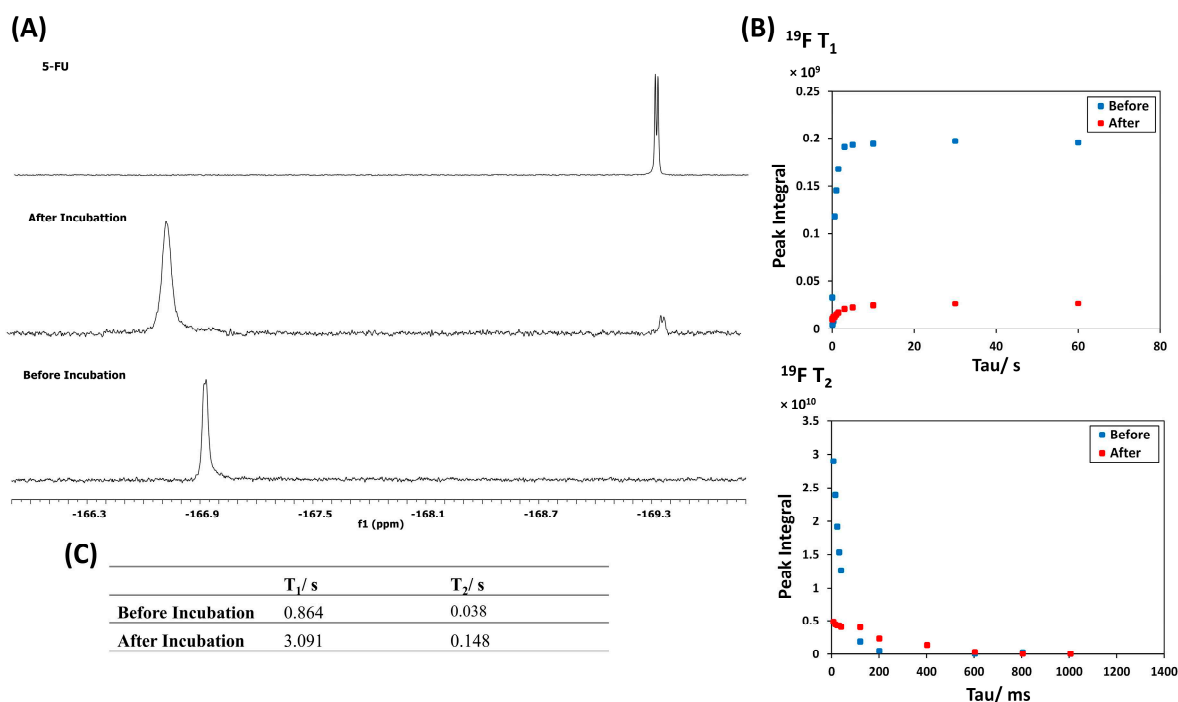 (A)
5-FU
After Incubattion
Before Incubation
-166.3 -166.9 -167.5 -168.1 -168.7 -169.3
f1 (ppm)
(B)
¹⁹F T₁
× 10⁹
0.25
0.2
0.15
0.1
0.05
0
Peak Integral
Before
After
0 20 40 60 80
Tau/ s
¹⁹F T₂
× 10¹⁰
3.5
3
2.5
2
1.5
1
0.5
0
Peak Integral
Before
After
0 200 400 600 800 1000 1200 1400
Tau/ ms
(C)
T₁/ s T₂/ s
Before Incubation 0.864 0.038
After Incubation 3.091 0.148